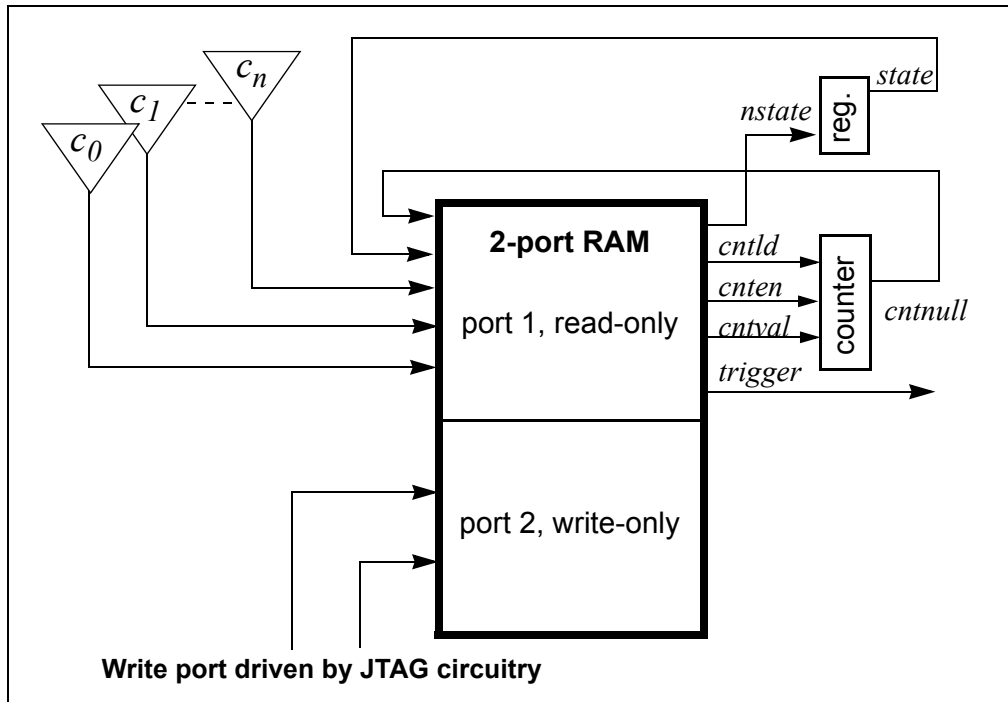 c_n
c_1
c_0
state
nstate
reg.
2-port RAM
port 1, read-only
cntld
cnten
cntval
counter
cntnull
trigger
port 2, write-only
Write port driven by JTAG circuitry